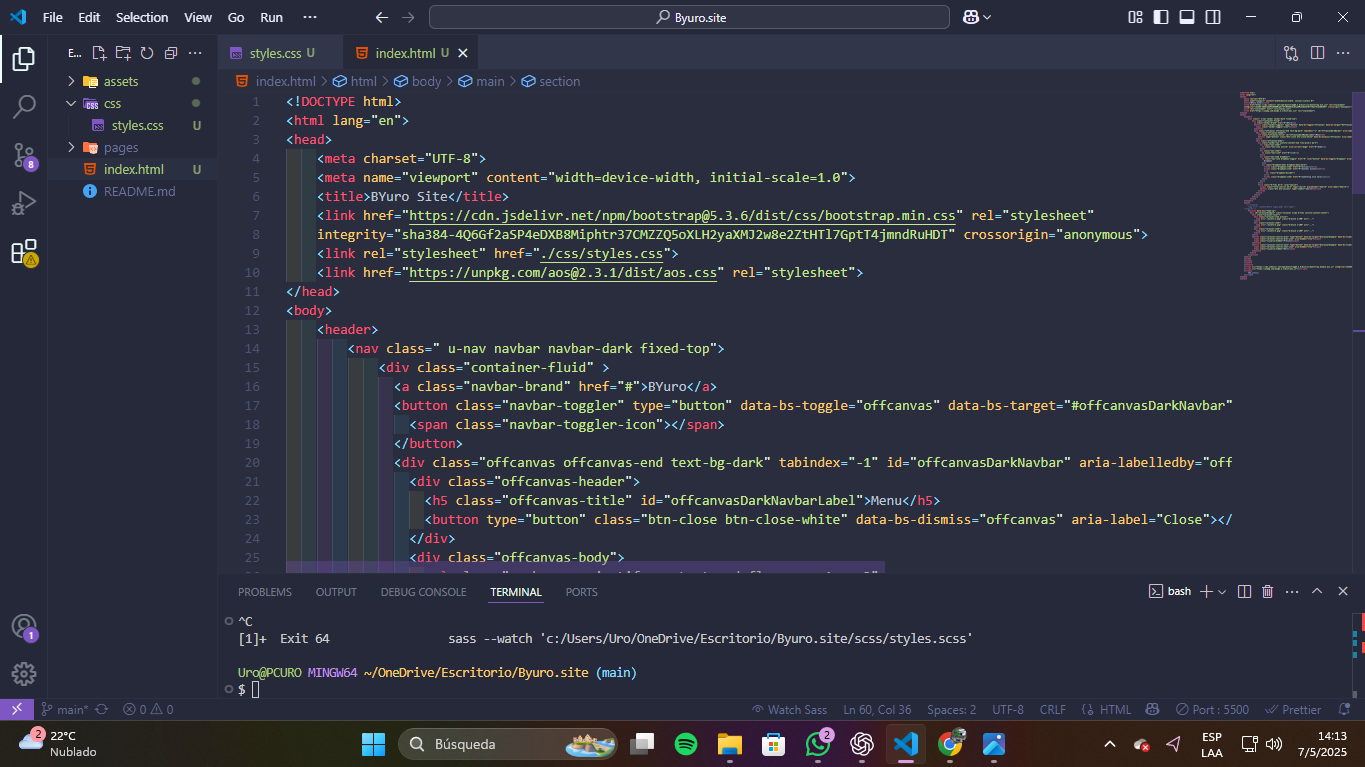 File Edit Selection View Go Run ··· Byuro.site
E... styles.css U index.html U
assets
css
styles.css U
pages
index.html U
README.md
index.html > html > body > main > section
1 <!DOCTYPE html>
2 <html lang="en">
3 <head>
4 <meta charset="UTF-8">
5 <meta name="viewport" content="width=device-width, initial-scale=1.0">
6 <title>BYuro Site</title>
7 <link href="https://cdn.jsdelivr.net/npm/bootstrap@5.3.6/dist/css/bootstrap.min.css" rel="stylesheet"
8 integrity="sha384-4Q6Gf2aSP4eDXB8Miphtr37CMZZQ5oXLH2yaXMJ2w8e2ZtHTl7GptT4jmndRuHDT" crossorigin="anonymous">
9 <link rel="stylesheet" href="./css/styles.css">
10 <link href="https://unpkg.com/aos@2.3.1/dist/aos.css" rel="stylesheet">
11 </head>
12 <body>
13 <header>
14 <nav class=" u-nav navbar navbar-dark fixed-top">
15 <div class="container-fluid" >
16 <a class="navbar-brand" href="#">BYuro</a>
17 <button class="navbar-toggler" type="button" data-bs-toggle="offcanvas" data-bs-target="#offcanvasDarkNavbar"
18 <span class="navbar-toggler-icon"></span>
19 </button>
20 <div class="offcanvas offcanvas-end text-bg-dark" tabindex="-1" id="offcanvasDarkNavbar" aria-labelledby="off
21 <div class="offcanvas-header">
22 <h5 class="offcanvas-title" id="offcanvasDarkNavbarLabel">Menu</h5>
23 <button type="button" class="btn-close btn-close-white" data-bs-dismiss="offcanvas" aria-label="Close"></
24 </div>
25 <div class="offcanvas-body">
PROBLEMS OUTPUT DEBUG CONSOLE TERMINAL PORTS bash
^C
[1]+ Exit 64 sass --watch 'c:/Users/Uro/OneDrive/Escritorio/Byuro.site/scss/styles.scss'
Uro@PCURO MINGW64 ~/OneDrive/Escritorio/Byuro.site (main)
$
8
1
main* 0 0 Watch Sass Ln 60, Col 36 Spaces: 2 UTF-8 CRLF {} HTML Port : 5500 Prettier
2 22°C
Nublado
Búsqueda
2
ESP
LAA
14:13
7/5/2025